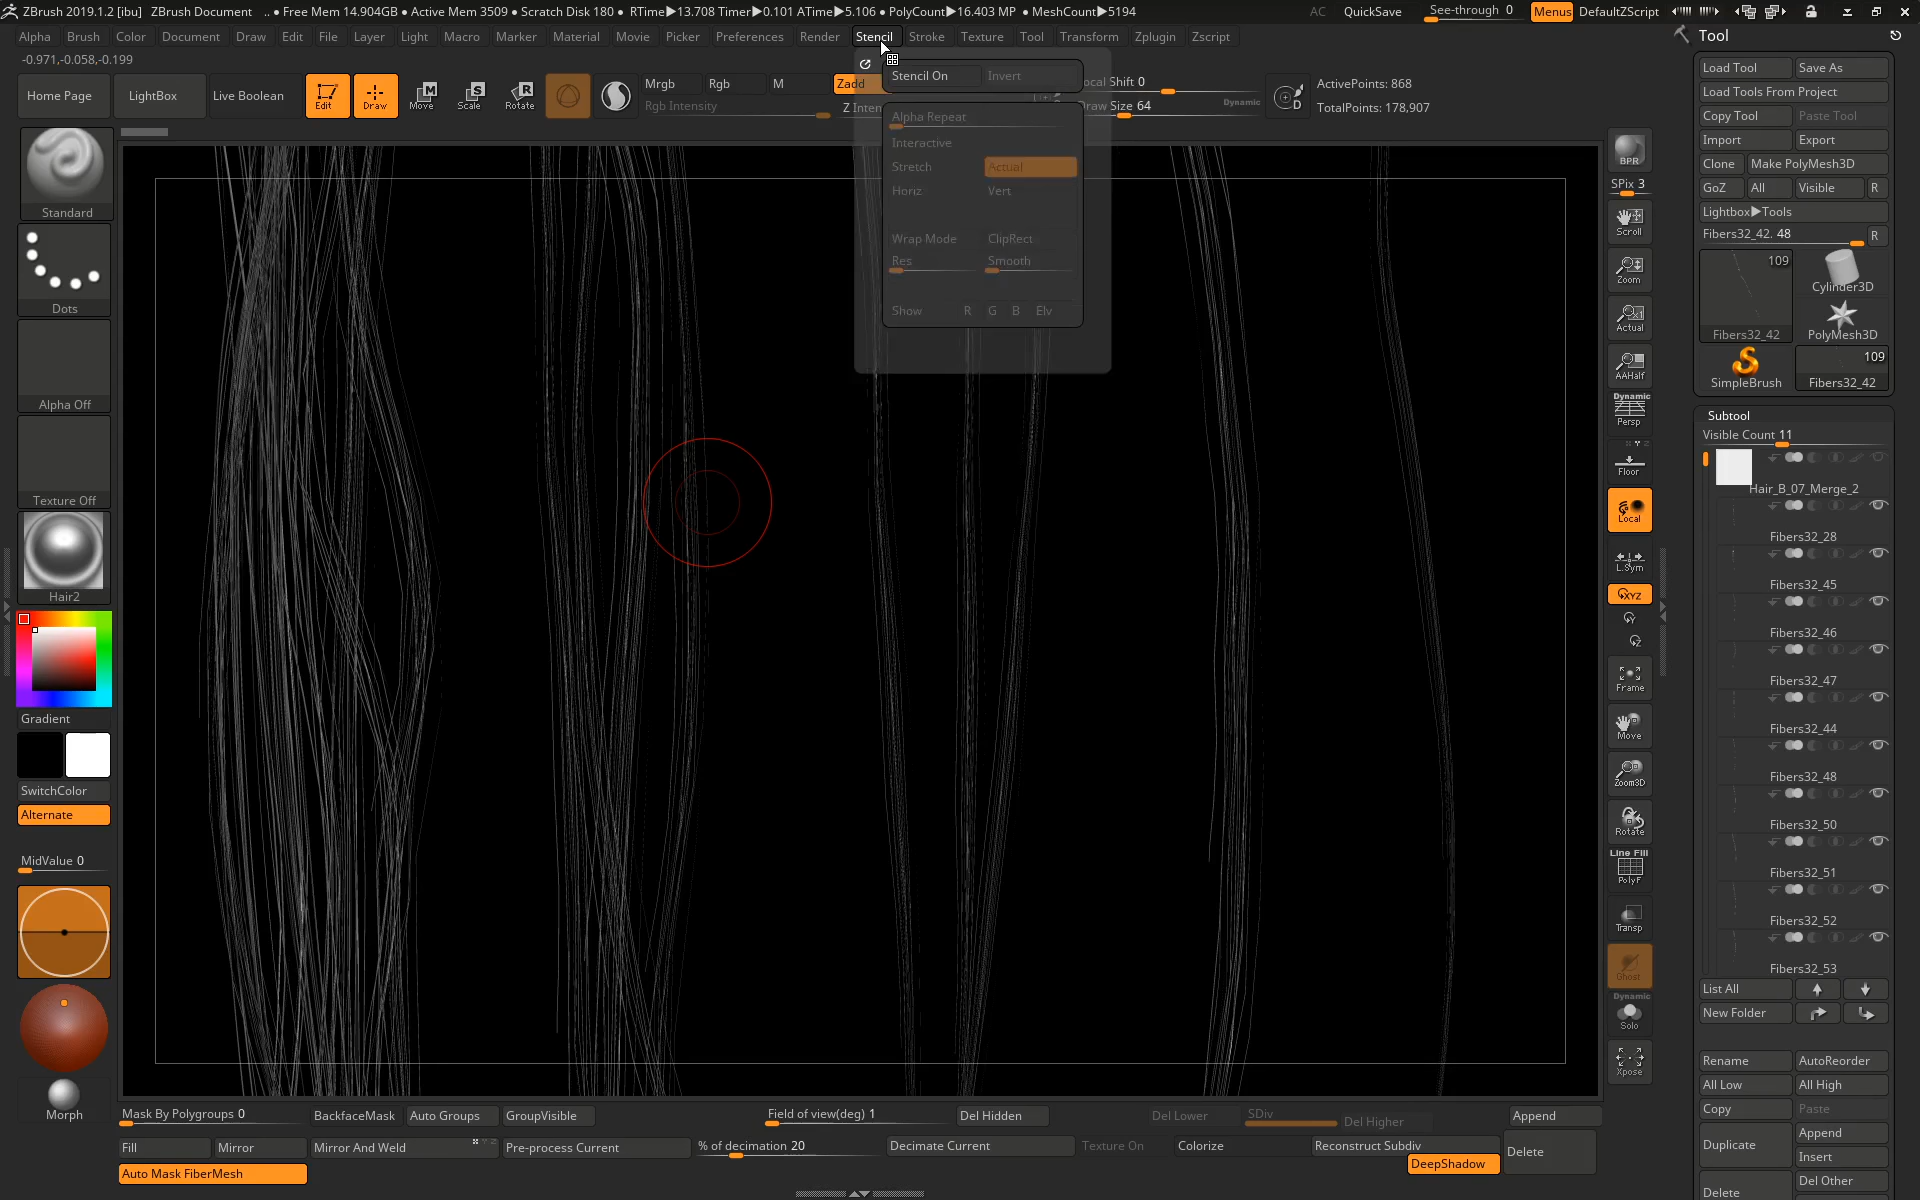 ZBrush 2019.1.2 [ibu] ZBrush Document .. • Free Mem 14.904GB • Active Mem 3509 • Scratch Disk 180 • RTime▶13.708 Timer▶0.101 ATime▶5.106 • PolyCount▶16.403 MP • MeshCount▶5194 AC QuickSave See-through 0 Menus DefaultZScript
Alpha Brush Color Document Draw Edit File Layer Light Macro Marker Material Movie Picker Preferences Render Stencil Stroke Texture Tool Transform Zplugin Zscript
-0.971,-0.058,-0.199
Home Page LightBox Live Boolean Edit Draw Move Scale Rotate
Mrgb Rgb M Zadd
Rgb Intensity Z Inten
ocal Shift 0
Draw Size 64 Dynamic
ActivePoints: 868
TotalPoints: 178,907
Stencil On Invert
Alpha Repeat
Interactive
Stretch Actual
Horiz Vert
Wrap Mode ClipRect
Res Smooth
Show R G B Elv
Standard
Dots
Alpha Off
Texture Off
Hair2
Gradient
SwitchColor
Alternate
MidValue 0
Morph
BPR
SPix 3
Scroll
Zoom
Actual
AAHalf
Dynamic
Persp
Floor
Local
L.Sym
XYZ
Y
Z
Frame
Move
Zoom3D
Rotate
Line Fill
PolyF
Transp
Ghost
Dynamic
Solo
Xpose
Tool
Load Tool Save As
Load Tools From Project
Copy Tool Paste Tool
Import Export
Clone Make PolyMesh3D
GoZ All Visible R
Lightbox▶Tools
Fibers32_42. 48 R
109
Cylinder3D
Fibers32_42 PolyMesh3D
109
SimpleBrush Fibers32_42
Subtool
Visible Count 11
Hair_B_07_Merge_2
Fibers32_28
Fibers32_45
Fibers32_46
Fibers32_47
Fibers32_44
Fibers32_48
Fibers32_50
Fibers32_51
Fibers32_52
Fibers32_53
List All
New Folder
Rename AutoReorder
All Low All High
Copy Paste
Duplicate Append
Insert
Delete Del Other
Mask By Polygroups 0 BackfaceMask Auto Groups GroupVisible Field of view(deg) 1 Del Hidden Del Lower SDiv Del Higher Append
Fill Mirror Mirror And Weld Pre-process Current % of decimation 20 Decimate Current Texture On Colorize Reconstruct Subdiv Delete
Auto Mask FiberMesh DeepShadow